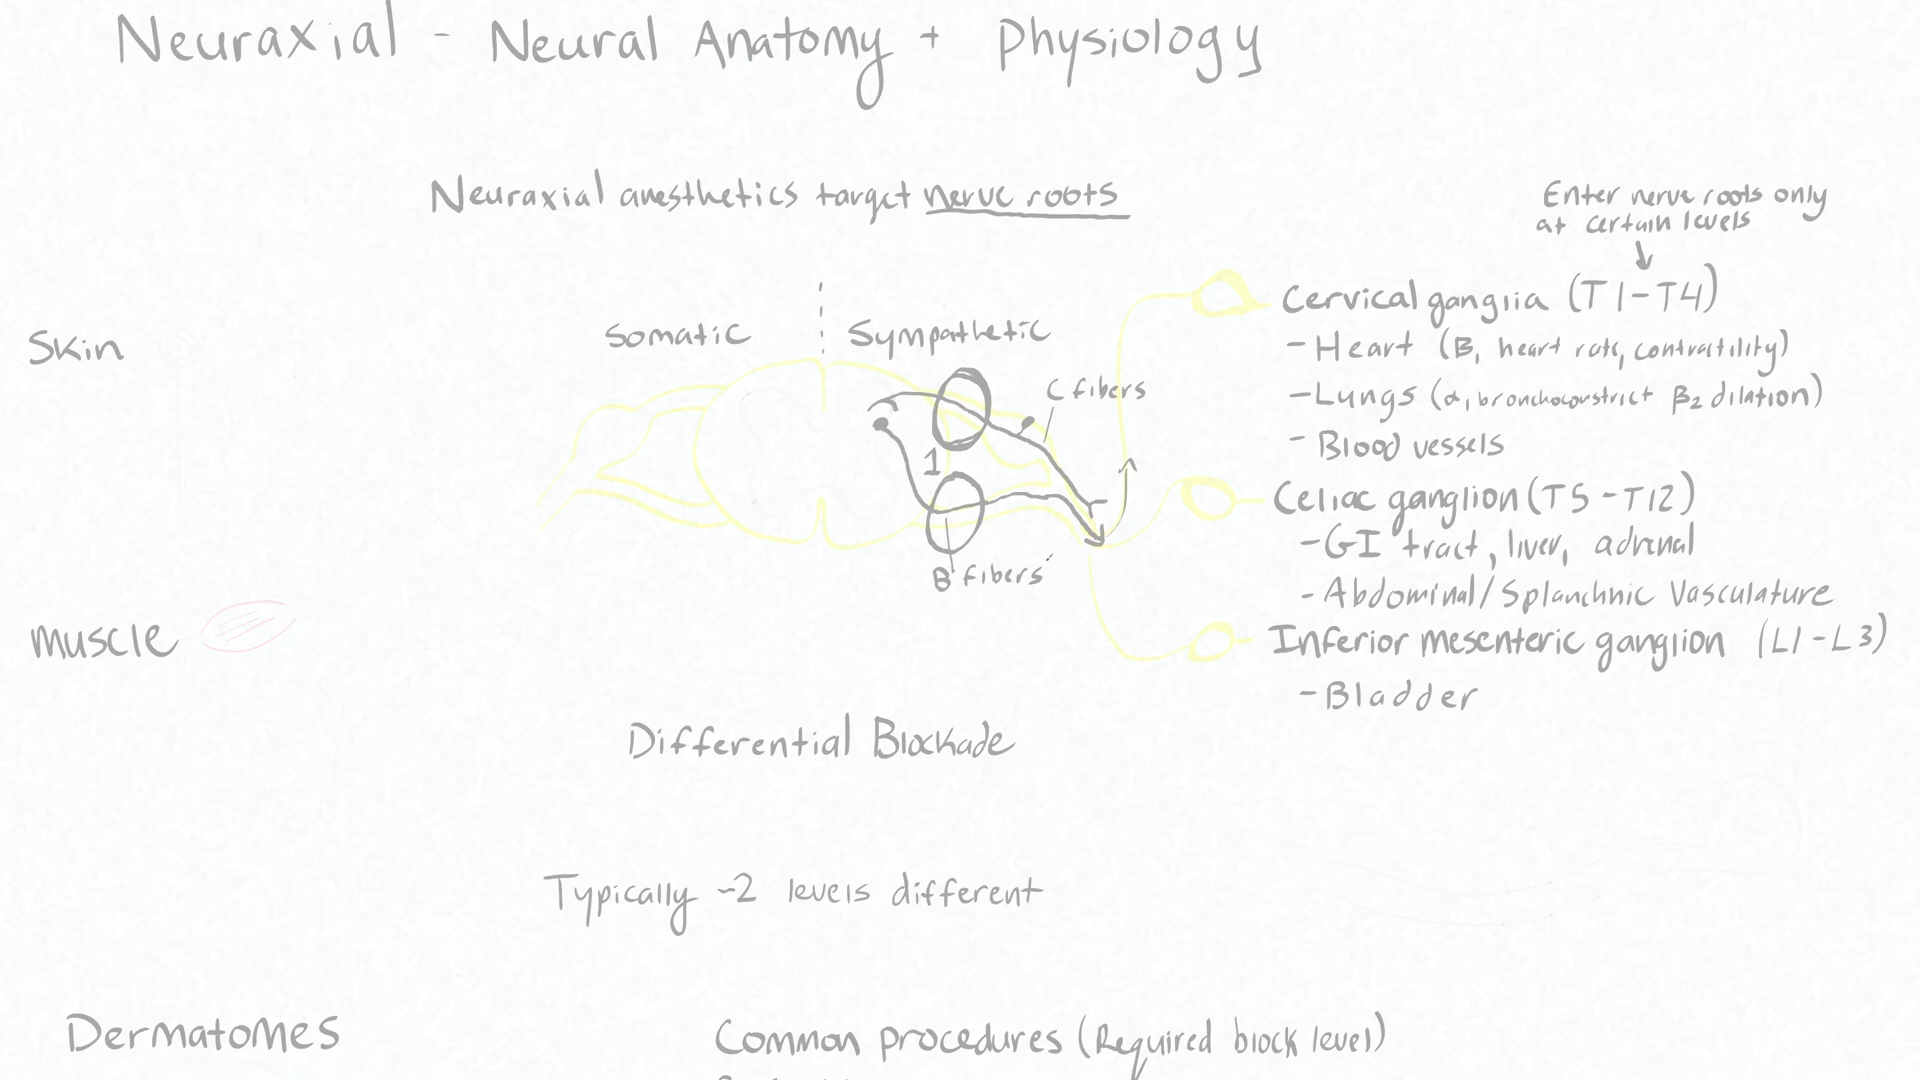 Neuraxial - Neural Anatomy + Physiology
Neuraxial anesthetics target nerve roots
Enter nerve roots only
at certain levels
Skin
Somatic
Sympathetic
C fibers
1
B fibers
Cervical ganglia (T1-T4)
- Heart (B, heart rate, contractility)
- Lungs (α, bronchoconstrict β2 dilation)
- Blood vessels
Celiac ganglion (T5-T12)
- GI tract, liver, adrenal
- Abdominal/Splanchnic Vasculature
Inferior mesenteric ganglion (L1-L3)
- Bladder
muscle
Differential Blockade
Typically ~2 levels different
Dermatomes
Common procedures (Required block level)